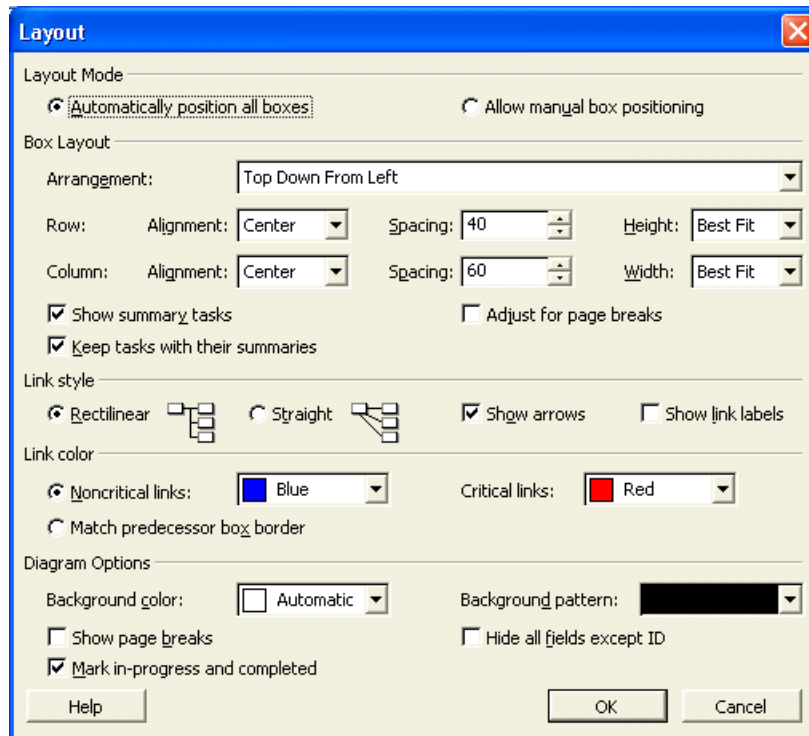 Layout
Layout Mode
Automatically position all boxes Allow manual box positioning
Box Layout
Arrangement: Top Down From Left
Row: Alignment: Center Spacing: 40 Height: Best Fit
Column: Alignment: Center Spacing: 60 Width: Best Fit
Show summary tasks Adjust for page breaks
Keep tasks with their summaries
Link style
Rectilinear Straight Show arrows Show link labels
Link color
Noncritical links: Blue Critical links: Red
Match predecessor box border
Diagram Options
Background color: Automatic Background pattern:
Show page breaks Hide all fields except ID
Mark in-progress and completed
Help OK Cancel